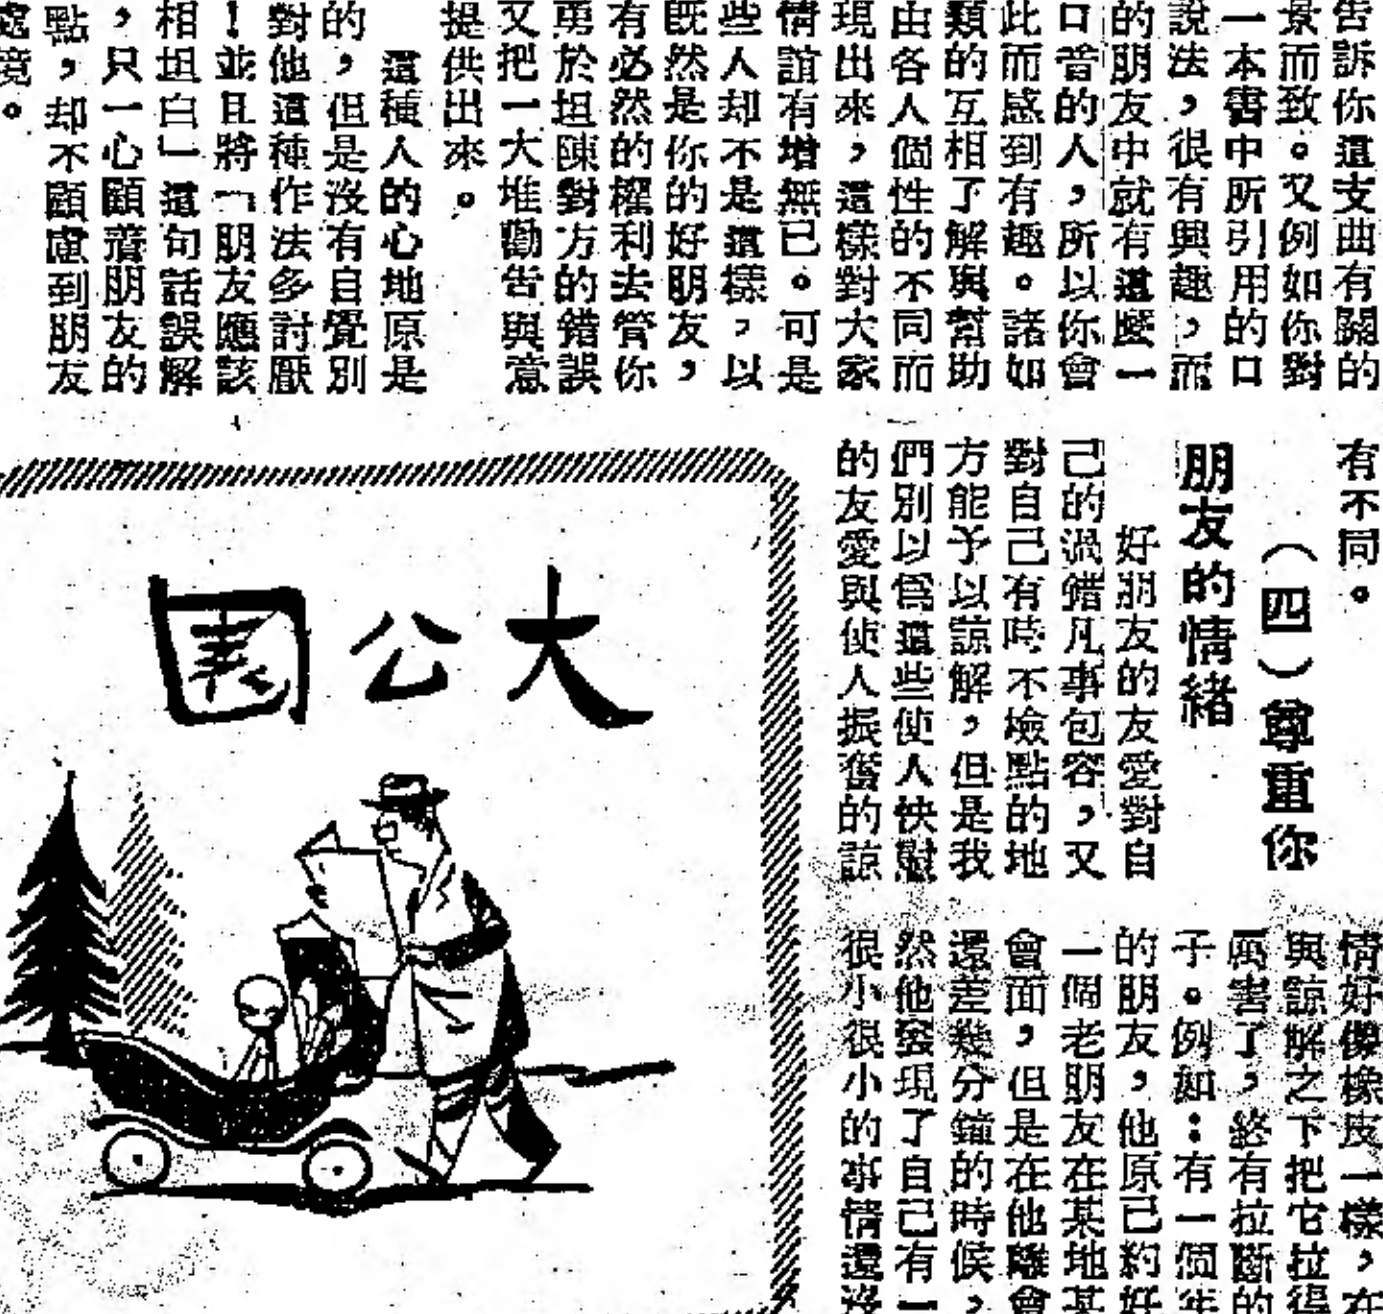 告訴你這支曲有關的
景而致。又例如你對
一本書中所引用的口
說法，很有興趣，而
的朋友中就有這麼一
口昔的人，所以你會
此而感到有趣。諸如
類的互相了解與幫助
由各人個性的不同而
現出來，這樣對大家
情誼有增無已。可是
些人却不是這樣，以
既然是你的好朋友，
有必然的權利去管你
勇於坦陳對方的錯誤
又把一大堆勸告與意
提供出來。
這種人的心地原是
的，但是沒有自覺別
對他這種作法多討厭
！並且將「朋友應該
相坦白」這句話誤解
，只一心顧着朋友的
點，却不顧慮到朋友
處境。
有不同。
（四）尊重你
朋友的情緒
好朋友的友愛對自
己的過錯凡事包容，又
對自己有時不檢點的地
方能予以諒解，但是我
們別以爲這些使人快慰
的友愛與使人振奮的諒
情好像橡皮一樣，在
與諒解之下把它拉得
厲害了，終有拉斷的
子。例如：有一個年
的朋友，他原已約好
一個老朋友在某地某
會面，但是在他離會
還差幾分鐘的時候，
然他發現了自己有一
很小很小的事情還沒
大公園